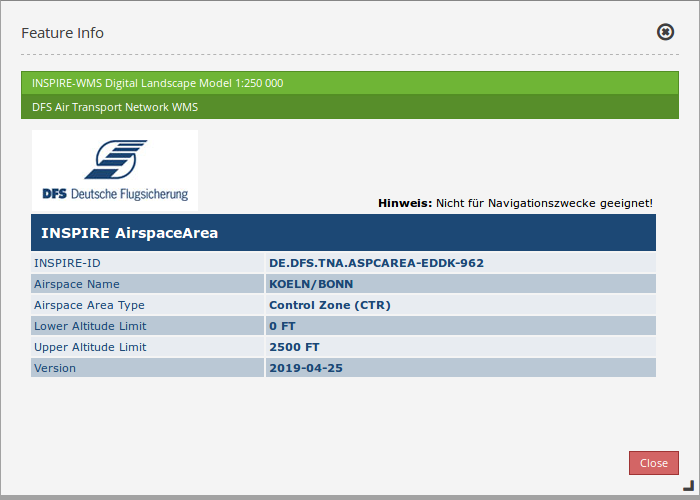 Feature Info
INSPIRE-WMS Digital Landscape Model 1:250 000
DFS Air Transport Network WMS
DFS Deutsche Flugsicherung
Hinweis: Nicht für Navigationszwecke geeignet!
INSPIRE AirspaceArea
INSPIRE-ID DE.DFS.TNA.ASPCAREA-EDDK-962
Airspace Name KOELN/BONN
Airspace Area Type Control Zone (CTR)
Lower Altitude Limit 0 FT
Upper Altitude Limit 2500 FT
Version 2019-04-25
Close